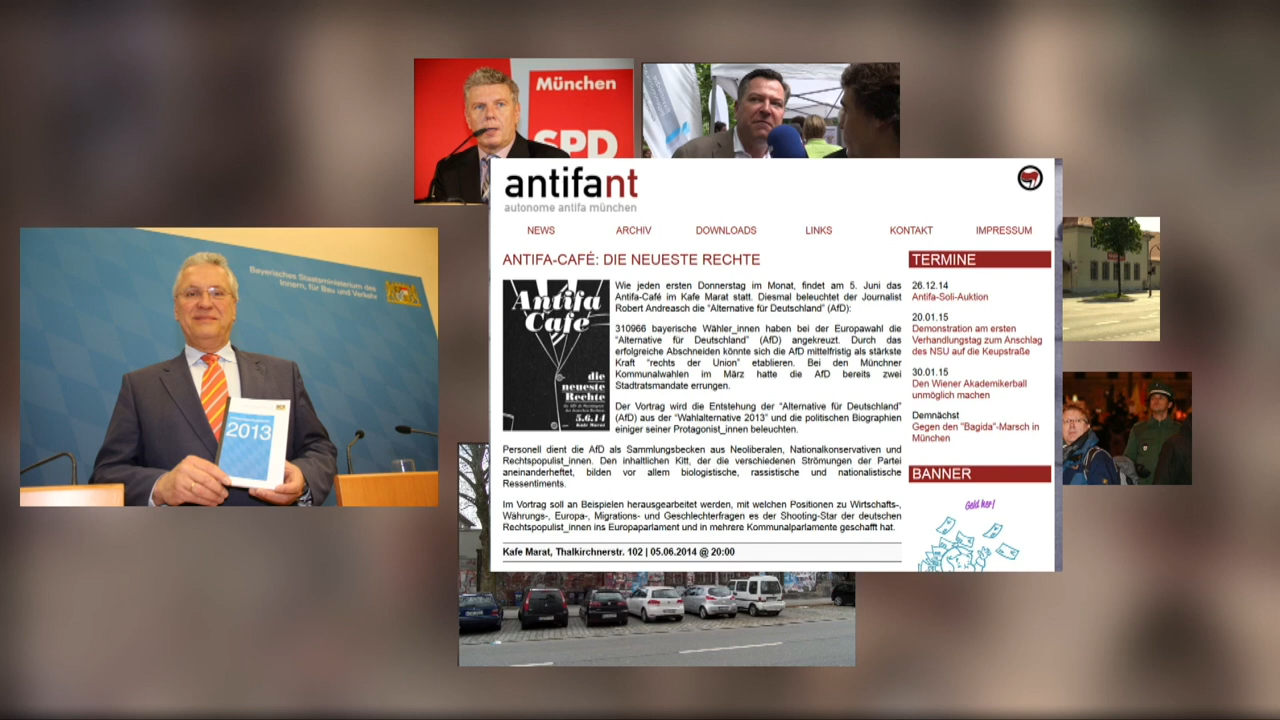 München
SPD
Bayerisches Staatsministerium des
Innern, für Bau und Verkehr
2013
antifant
autonome antifa münchen
NEWS ARCHIV DOWNLOADS LINKS KONTAKT IMPRESSUM
ANTIFA-CAFÉ: DIE NEUESTE RECHTE
Antifa
Cafe
die
neueste
Rechte
5.6.14
Kafe Marat
Wie jeden ersten Donnerstag im Monat, findet am 5. Juni das
Antifa-Café im Kafe Marat statt. Diesmal beleuchtet der Journalist
Robert Andreasch die "Alternative für Deutschland" (AfD):
310966 bayerische Wähler_innen haben bei der Europawahl die
"Alternative für Deutschland" (AfD) angekreuzt. Durch das
erfolgreiche Abschneiden könnte sich die AfD mittelfristig als stärkste
Kraft "rechts der Union" etablieren. Bei den Münchner
Kommunalwahlen im März hatte die AfD bereits zwei
Stadtratsmandate errungen.
Der Vortrag wird die Entstehung der "Alternative für Deutschland"
(AfD) aus der "Wahlalternative 2013" und die politischen Biographien
einiger seiner Protagonist_innen beleuchten.
Personell dient die AfD als Sammlungsbecken aus Neoliberalen, Nationalkonservativen und
Rechtspopulist_innen. Den inhaltlichen Kitt, der die verschiedenen Strömungen der Partei
aneinanderheftet, bilden vor allem biologistische, rassistische und nationalistische
Ressentiments.
Im Vortrag soll an Beispielen herausgearbeitet werden, mit welchen Positionen zu Wirtschafts-,
Währungs-, Europa-, Migrations- und Geschlechterfragen es der Shooting-Star der deutschen
Rechtspopulist_innen ins Europaparlament und in mehrere Kommunalparlamente geschafft hat.
Kafe Marat, Thalkirchnerstr. 102 | 05.06.2014 @ 20:00
TERMINE
26.12.14
Antifa-Soli-Auktion
20.01.15
Demonstration am ersten
Verhandlungstag zum Anschlag
des NSU auf die Keupstraße
30.01.15
Den Wiener Akademikerball
unmöglich machen
Demnächst
Gegen den "Bagida"-Marsch in
München
BANNER
Geld her!